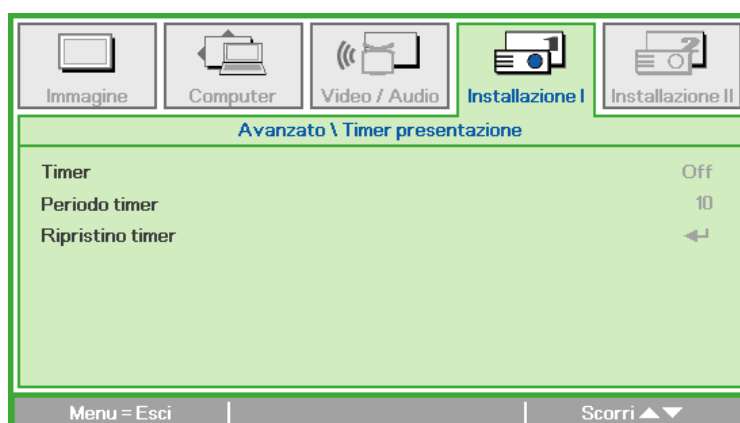 Immagine Computer Video / Audio Installazione I Installazione II
Avanzato \ Timer presentazione
Timer Off
Periodo timer 10
Ripristino timer
Menu = Esci Scorri